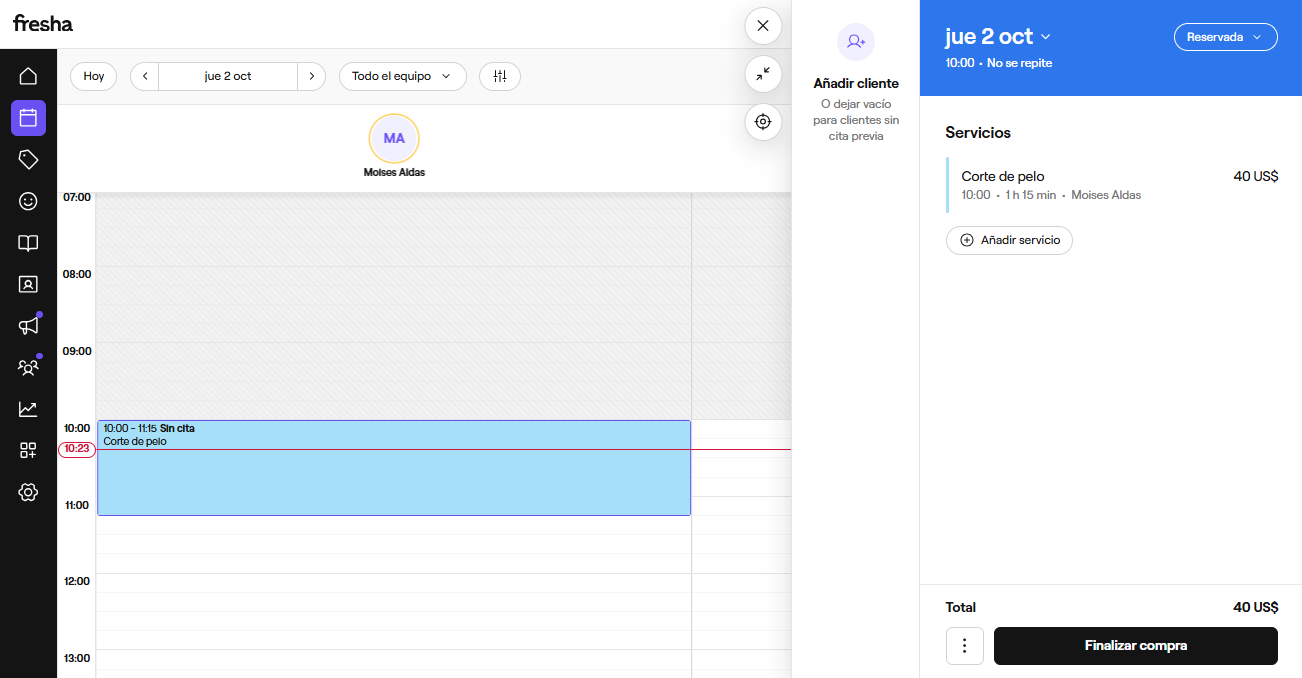 fresha
Hoy
jue 2 oct
Todo el equipo
MA
Moises Aldas
07:00
08:00
09:00
10:00
10:23
11:00
12:00
13:00
10:00 - 11:15 Sin cita
Corte de pelo
Añadir cliente
O dejar vacío
para clientes sin
cita previa
jue 2 oct
Reservada
10:00 • No se repite
Servicios
Corte de pelo
40 US$
10:00 • 1 h 15 min • Moises Aldas
Añadir servicio
Total
40 US$
Finalizar compra